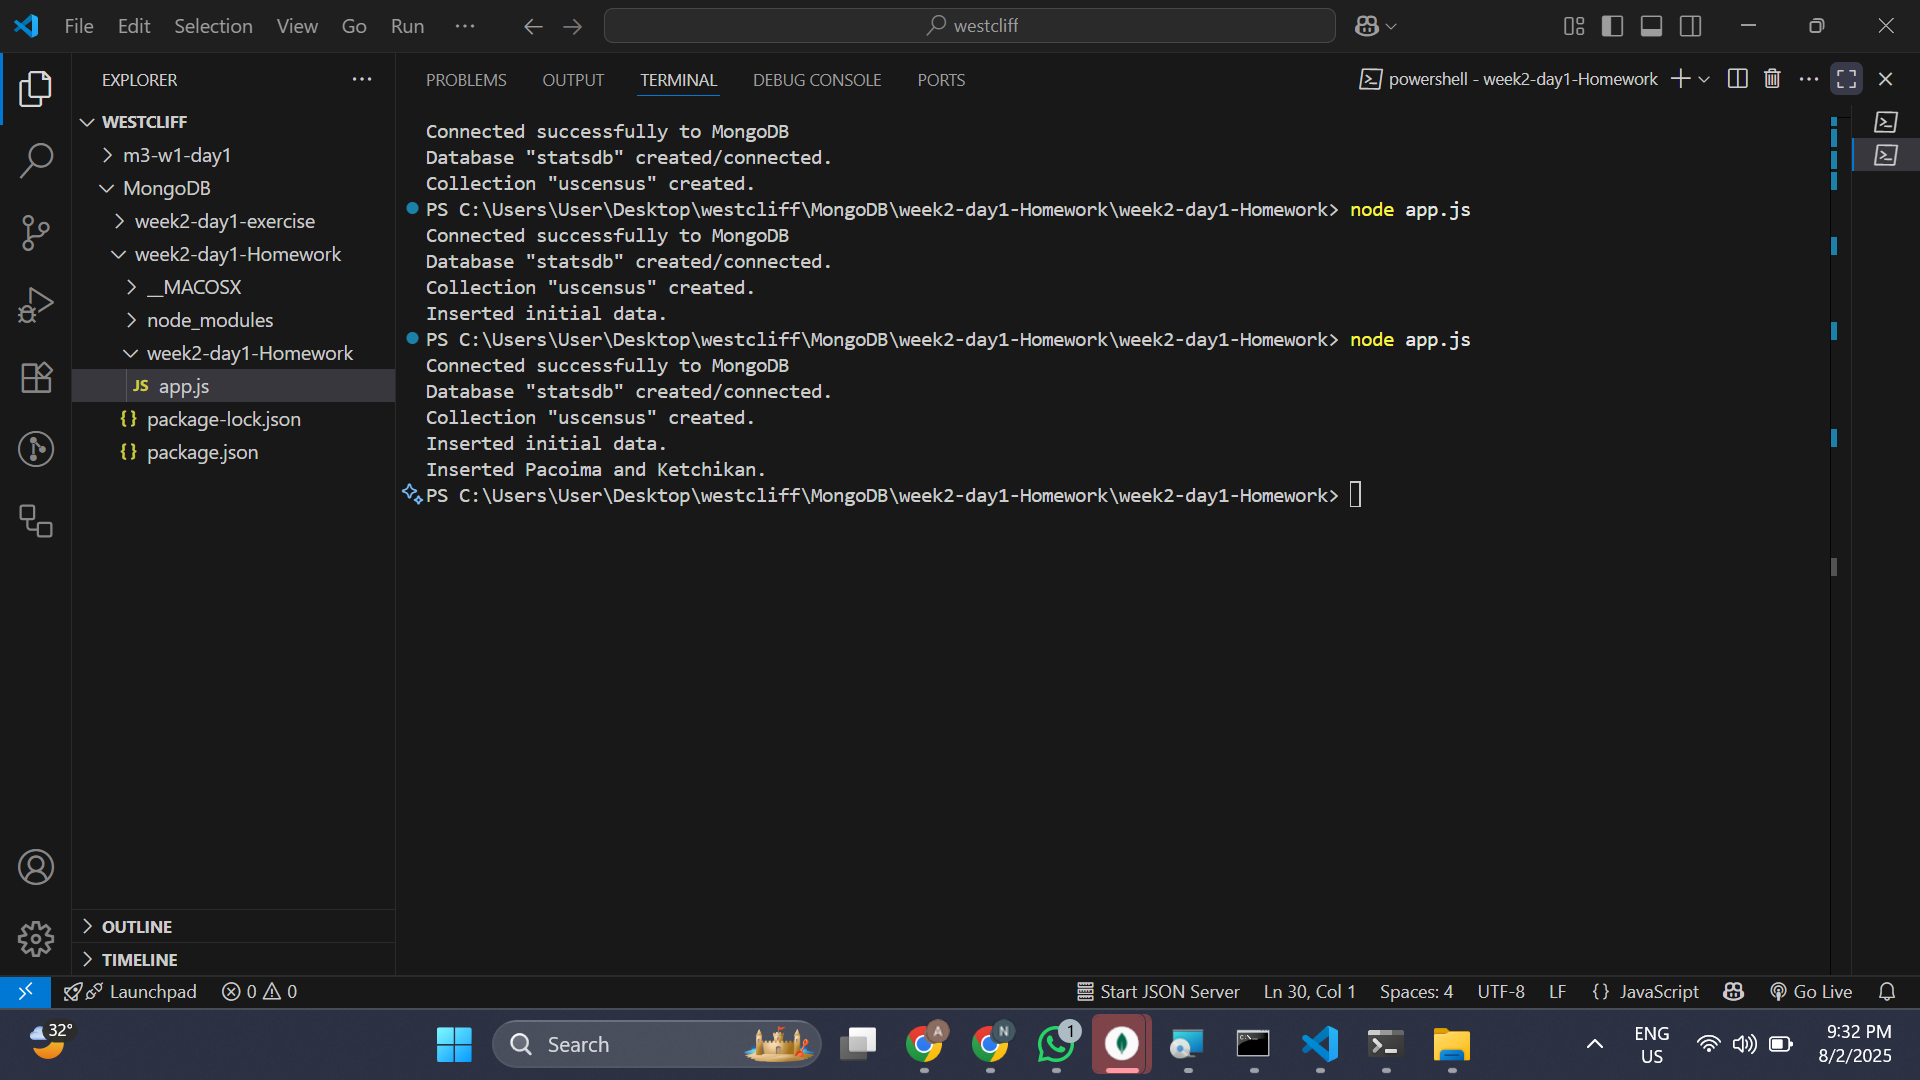 File Edit Selection View Go Run ··· westcliff
EXPLORER
WESTCLIFF
m3-w1-day1
MongoDB
week2-day1-exercise
week2-day1-Homework
__MACOSX
node_modules
week2-day1-Homework
JS app.js
{} package-lock.json
{} package.json
OUTLINE
TIMELINE
PROBLEMS OUTPUT TERMINAL DEBUG CONSOLE PORTS powershell - week2-day1-Homework
Connected successfully to MongoDB
Database "statsdb" created/connected.
Collection "uscensus" created.
PS C:\Users\User\Desktop\westcliff\MongoDB\week2-day1-Homework\week2-day1-Homework> node app.js
Connected successfully to MongoDB
Database "statsdb" created/connected.
Collection "uscensus" created.
Inserted initial data.
PS C:\Users\User\Desktop\westcliff\MongoDB\week2-day1-Homework\week2-day1-Homework> node app.js
Connected successfully to MongoDB
Database "statsdb" created/connected.
Collection "uscensus" created.
Inserted initial data.
Inserted Pacoima and Ketchikan.
PS C:\Users\User\Desktop\westcliff\MongoDB\week2-day1-Homework\week2-day1-Homework>
Launchpad 0 0 Start JSON Server Ln 30, Col 1 Spaces: 4 UTF-8 LF {} JavaScript Go Live
32°
Search
A
N
1
ENG
US
9:32 PM
8/2/2025